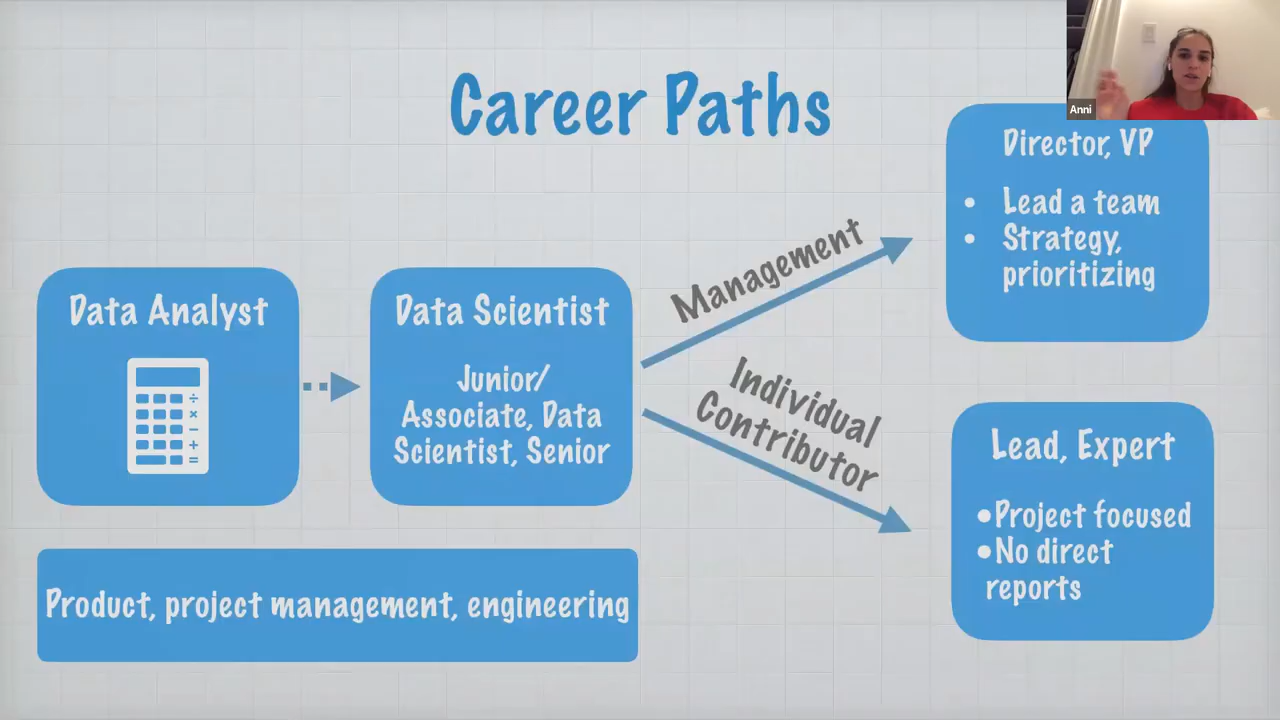 Career Paths
Anni
Director, VP
• Lead a team
• Strategy,
prioritizing
Management
Data Analyst
÷
×
−
+
=
Data Scientist
Junior/
Associate, Data
Scientist, Senior
Individual
Contributor
Lead, Expert
•Project focused
•No direct
reports
Product, project management, engineering